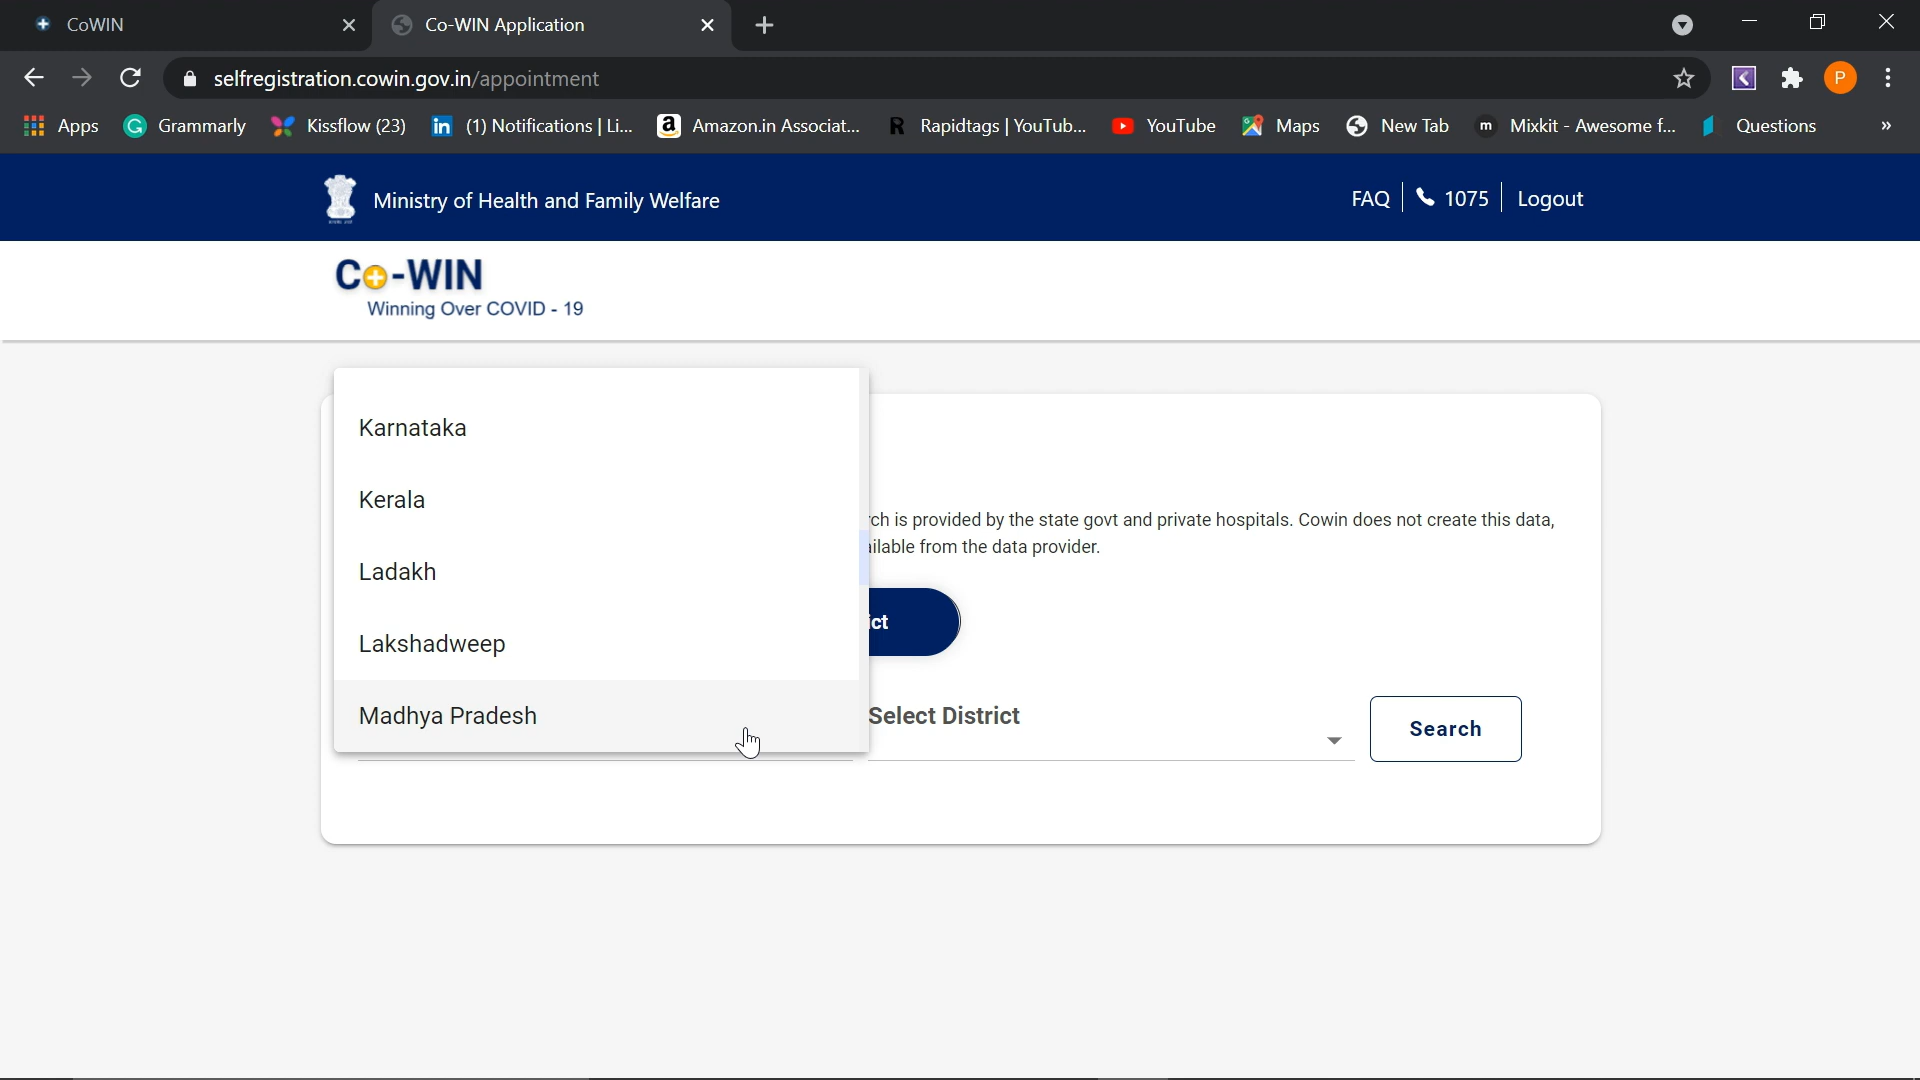 CoWIN
Co-WIN Application
selfregistration.cowin.gov.in/appointment
P
Apps
Grammarly
Kissflow (23)
(1) Notifications | Li...
Amazon.in Associat...
Rapidtags | YouTub...
YouTube
Maps
New Tab
Mixkit - Awesome f...
Questions
»
Ministry of Health and Family Welfare
FAQ
1075
Logout
Co-WIN
Winning Over COVID - 19
Karnataka
Kerala
Ladakh
Lakshadweep
Madhya Pradesh
is provided by the state govt and private hospitals. Cowin does not create this data,
from the data provider.
Select District
Search